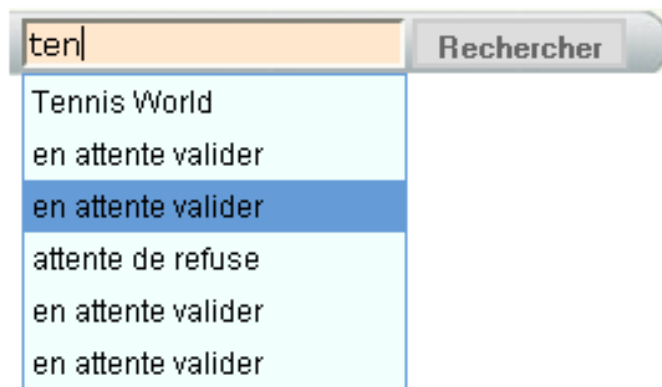 ten
Rechercher
Tennis World
en attente valider
en attente valider
attente de refuse
en attente valider
en attente valider